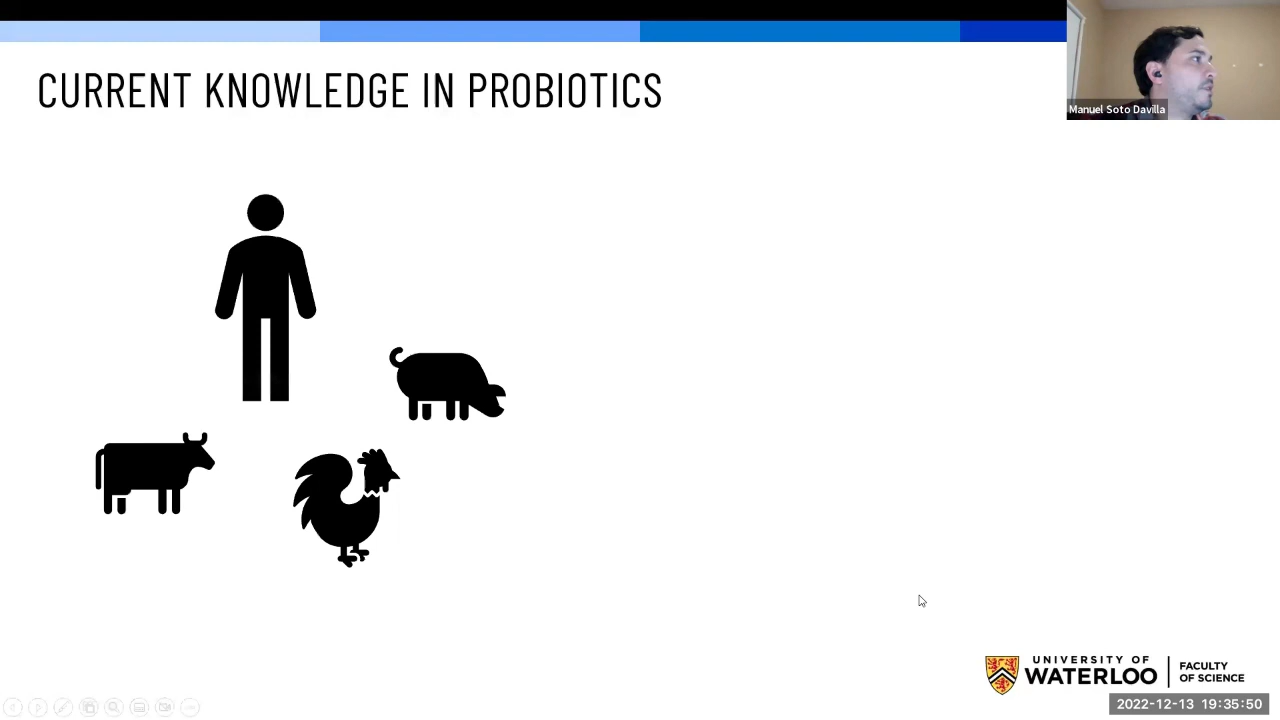 CURRENT KNOWLEDGE IN PROBIOTICS
Manuel Soto Davilla
UNIVERSITY OF
WATERLOO
FACULTY
OF SCIENCE
2022-12-13 19:35:50